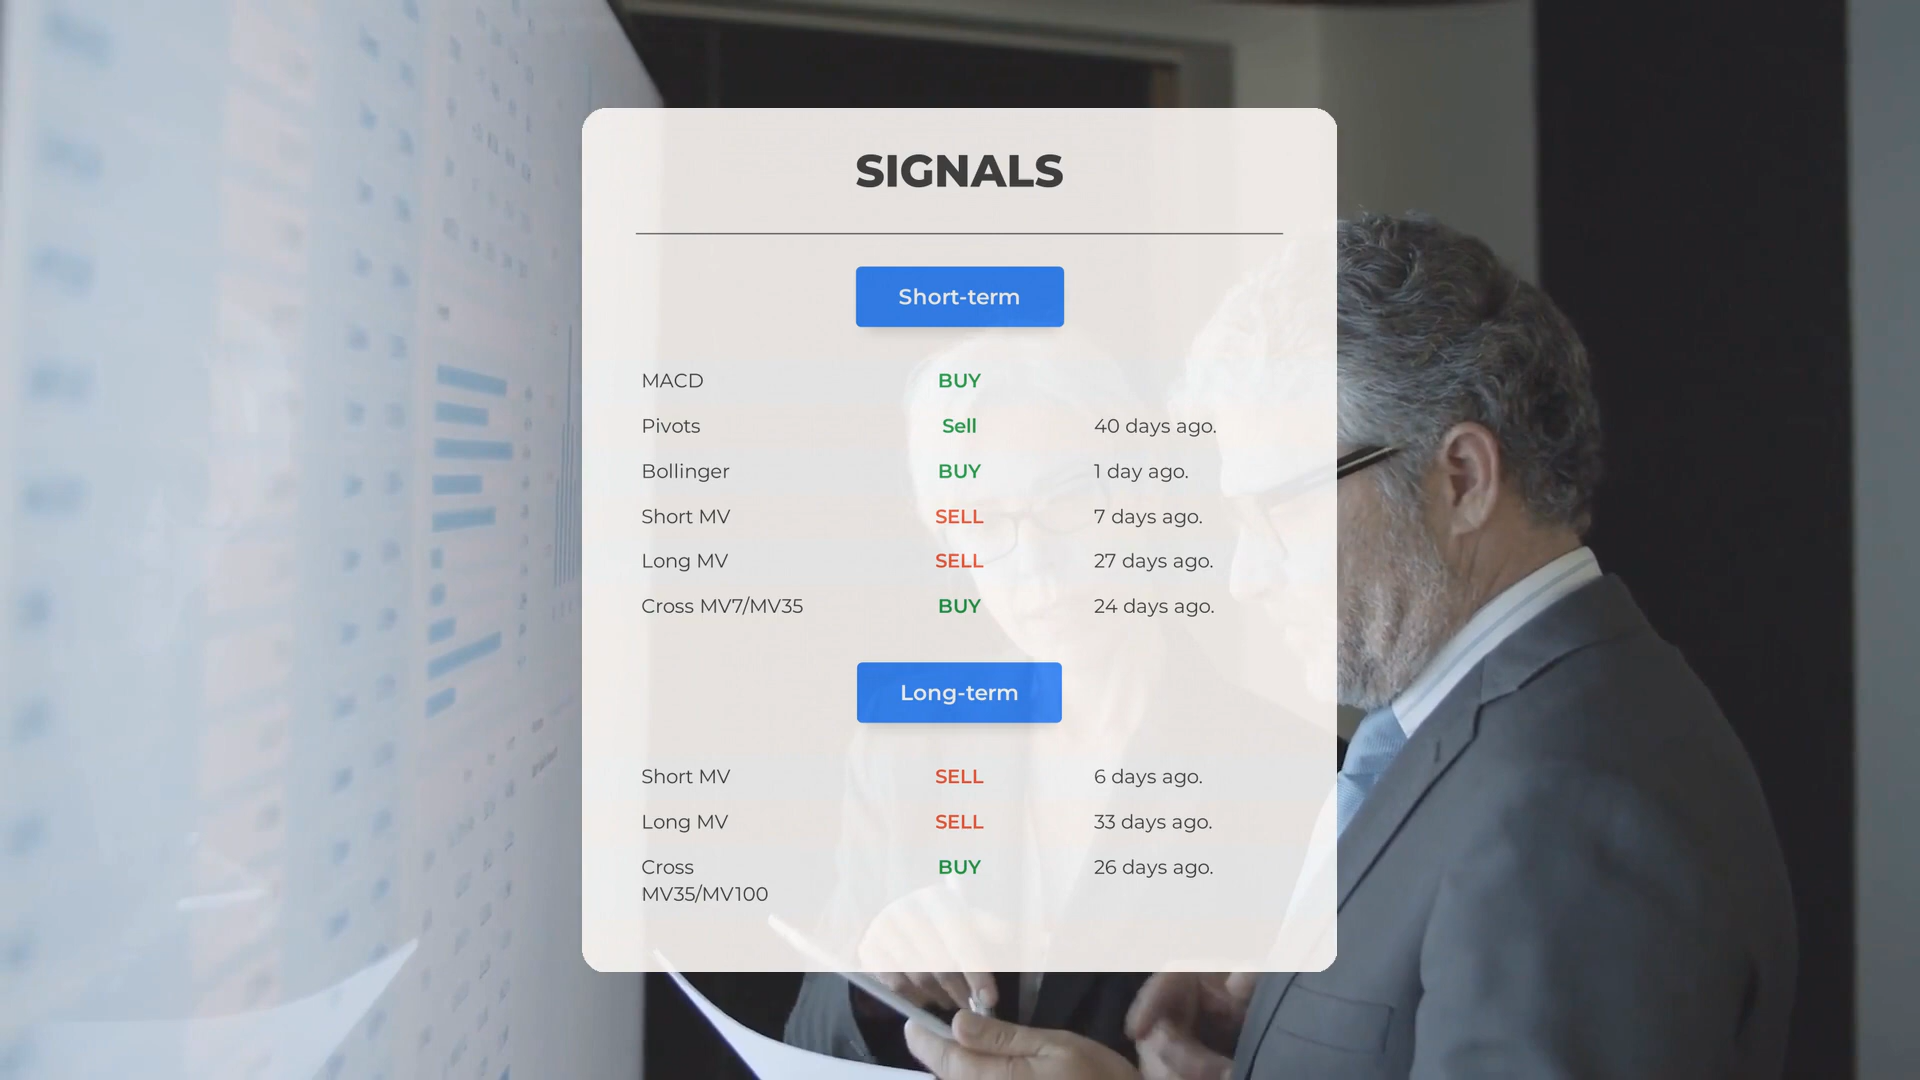 SIGNALS
Short-term
MACD BUY
Pivots Sell 40 days ago.
Bollinger BUY 1 day ago.
Short MV SELL 7 days ago.
Long MV SELL 27 days ago.
Cross MV7/MV35 BUY 24 days ago.
Long-term
Short MV SELL 6 days ago.
Long MV SELL 33 days ago.
Cross BUY 26 days ago.
MV35/MV100